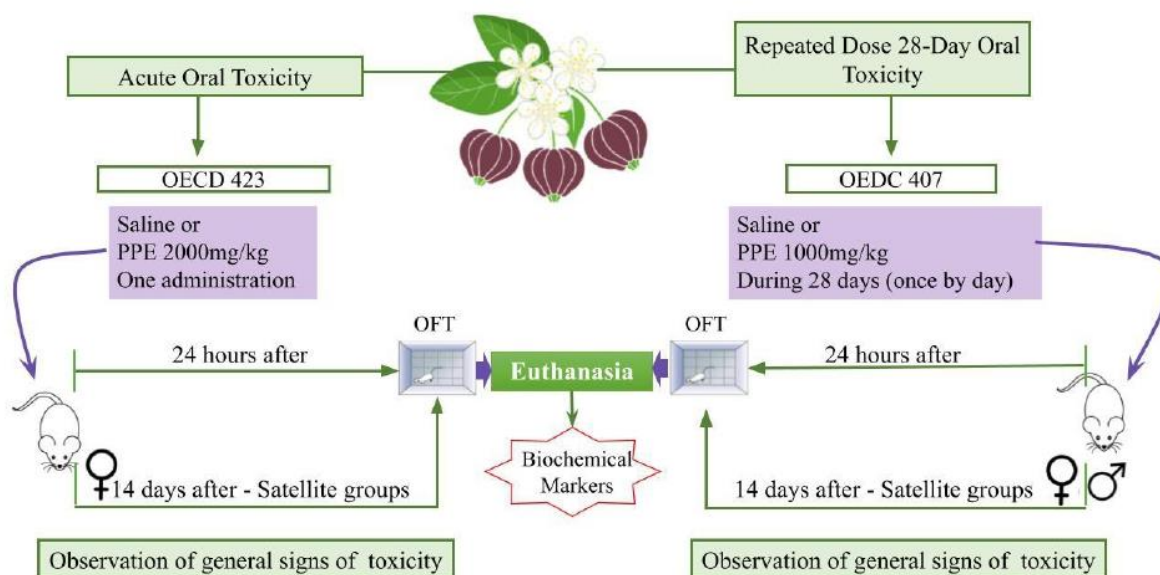 Acute Oral Toxicity
Repeated Dose 28-Day Oral
Toxicity
OECD 423
OEDC 407
Saline or
PPE 2000mg/kg
One administration
Saline or
PPE 1000mg/kg
During 28 days (once by day)
OFT
OFT
24 hours after
Euthanasia
24 hours after
Biochemical
Markers
14 days after - Satellite groups
14 days after - Satellite groups
Observation of general signs of toxicity
Observation of general signs of toxicity